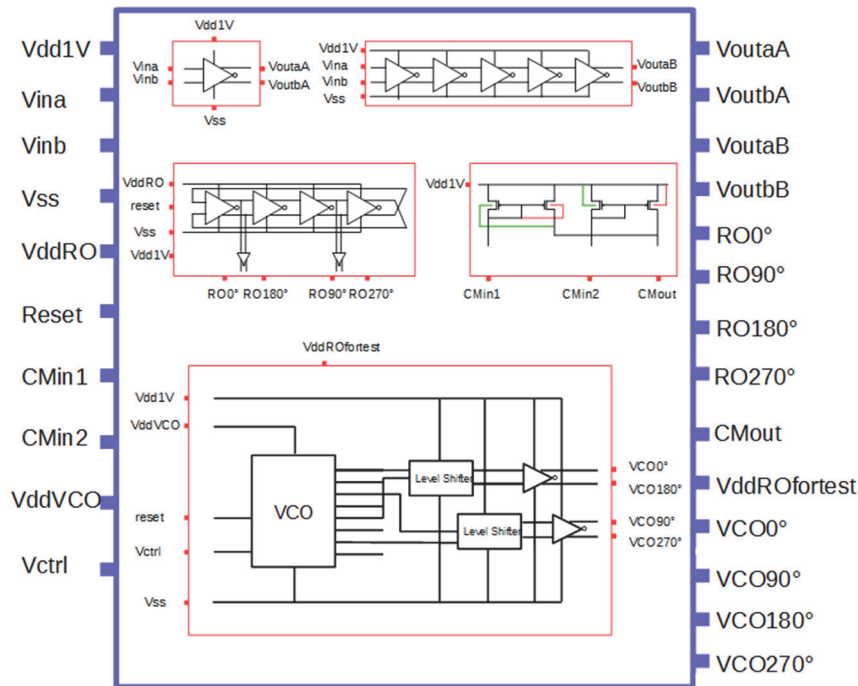 Vdd1V
Vina
Vinb
Vss
VddRO
Reset
CMin1
CMin2
VddVCO
Vctrl
Vdd1V
Vina
Vinb
VoutaA
VoutbA
Vss
Vdd1V
Vina
Vinb
Vss
VoutaB
VoutbB
VddRO
reset
Vss
Vdd1V
RO0° RO180° RO90° RO270°
Vdd1V
CMin1 CMin2 CMout
VddROfortest
Vdd1V
VddVCO
reset
Vctrl
Vss
VCO
Level Shifter
Level Shifter
VCO0°
VCO180°
VCO90°
VCO270°
VoutaA
VoutbA
VoutaB
VoutbB
RO0°
RO90°
RO180°
RO270°
CMout
VddROfortest
VCO0°
VCO90°
VCO180°
VCO270°